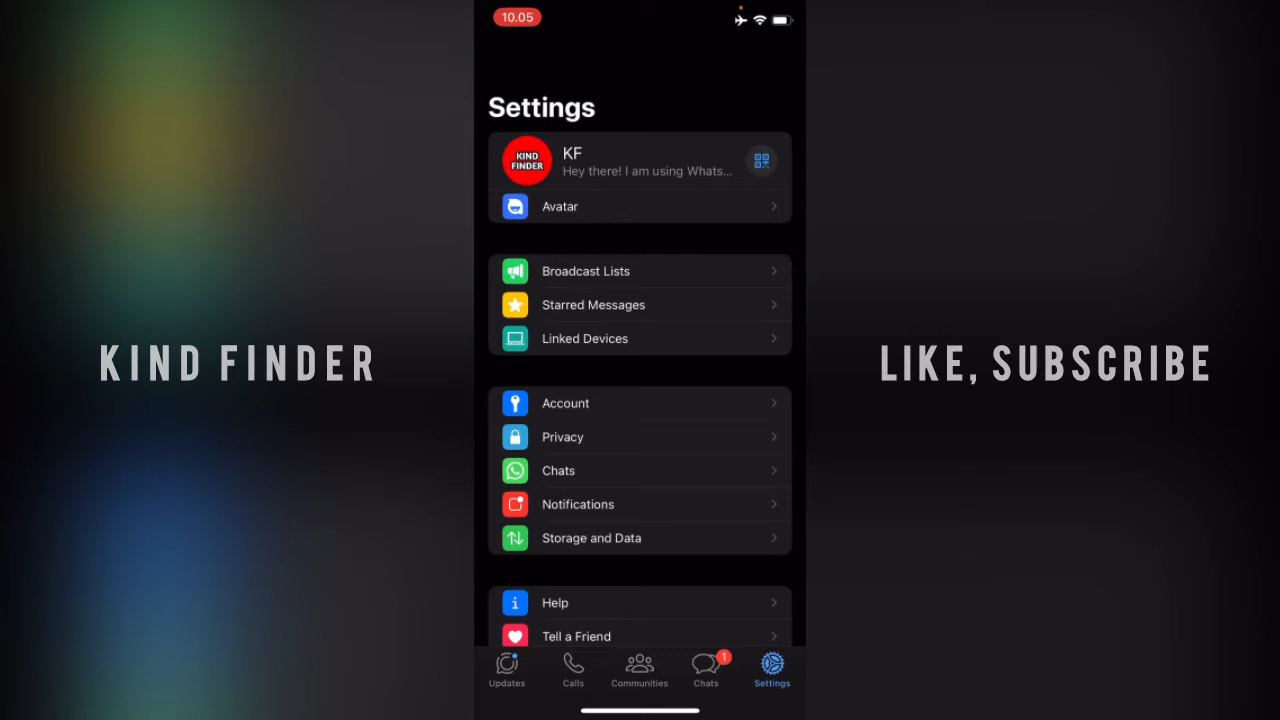 10.05
Settings
KIND
FINDER
KF
Hey there! I am using Whats...
Avatar
Broadcast Lists
Starred Messages
Linked Devices
KIND FINDER
LIKE, SUBSCRIBE
Account
Privacy
Chats
Notifications
Storage and Data
Help
Tell a Friend
1
Updates
Calls
Communities
Chats
Settings